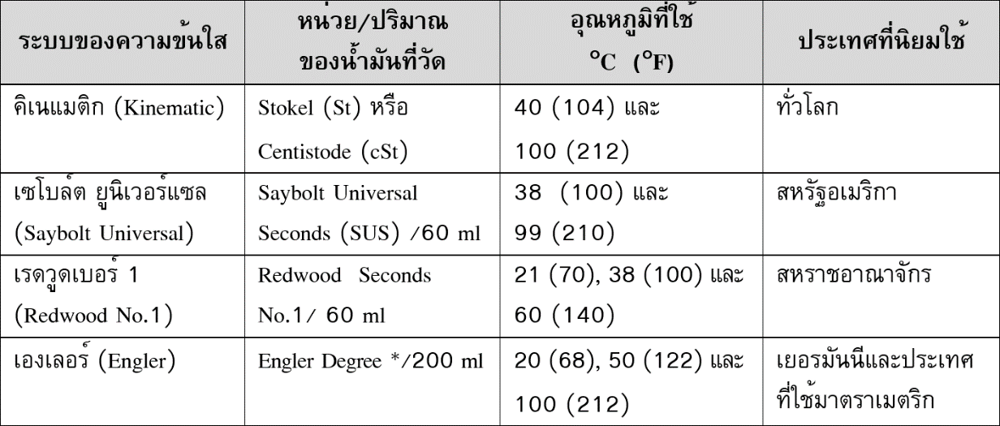 ระบบของความข้นใส
หน่วย/ปริมาณ
ของน้ำมันที่วัด
อุณหภูมิที่ใช้
°C (°F)
ประเทศที่นิยมใช้
คิเนแมติก (Kinematic)
Stokel (St) หรือ
Centistode (cSt)
40 (104) และ
100 (212)
ทั่วโลก
เซโบล์ต ยูนิเวอร์แซล
(Saybolt Universal)
Saybolt Universal
Seconds (SUS) /60 ml
38 (100) และ
99 (210)
สหรัฐอเมริกา
เรดวูดเบอร์ 1
(Redwood No.1)
Redwood Seconds
No.1/ 60 ml
21 (70), 38 (100) และ
60 (140)
สหราชอาณาจักร
เองเลอร์ (Engler)
Engler Degree */200 ml
20 (68), 50 (122) และ
100 (212)
เยอรมันนีและประเทศ
ที่ใช้มาตราเมตริก